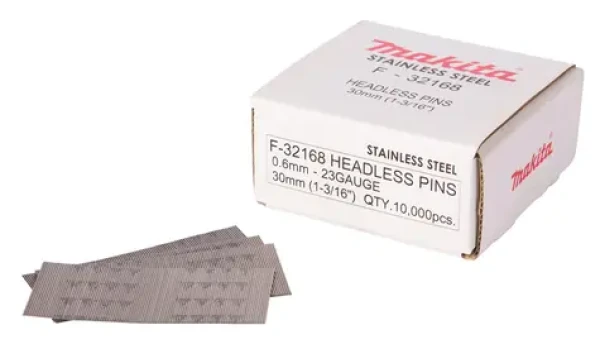 makita
STAINLESS STEEL
F - 32168
HEADLESS PINS
30mm (1-3/16")
STAINLESS STEEL
F-32168 HEADLESS PINS
0.6mm - 23GAUGE
30mm (1-3/16") QTY.10,000pcs.
makita